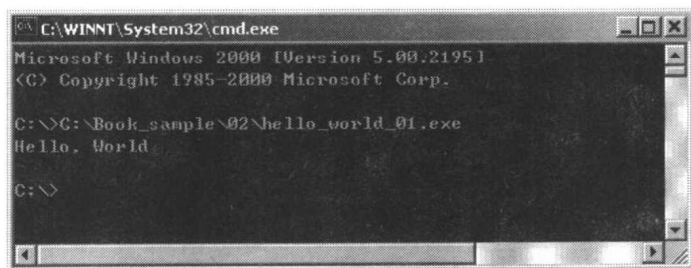 C:\WINNT\System32\cmd.exe
Microsoft Windows 2000 [Version 5.00.2195]
(C) Copyright 1985-2000 Microsoft Corp.
C:\>G:\Book_sample\02\hello_world_01.exe
Hello, World
C:\>